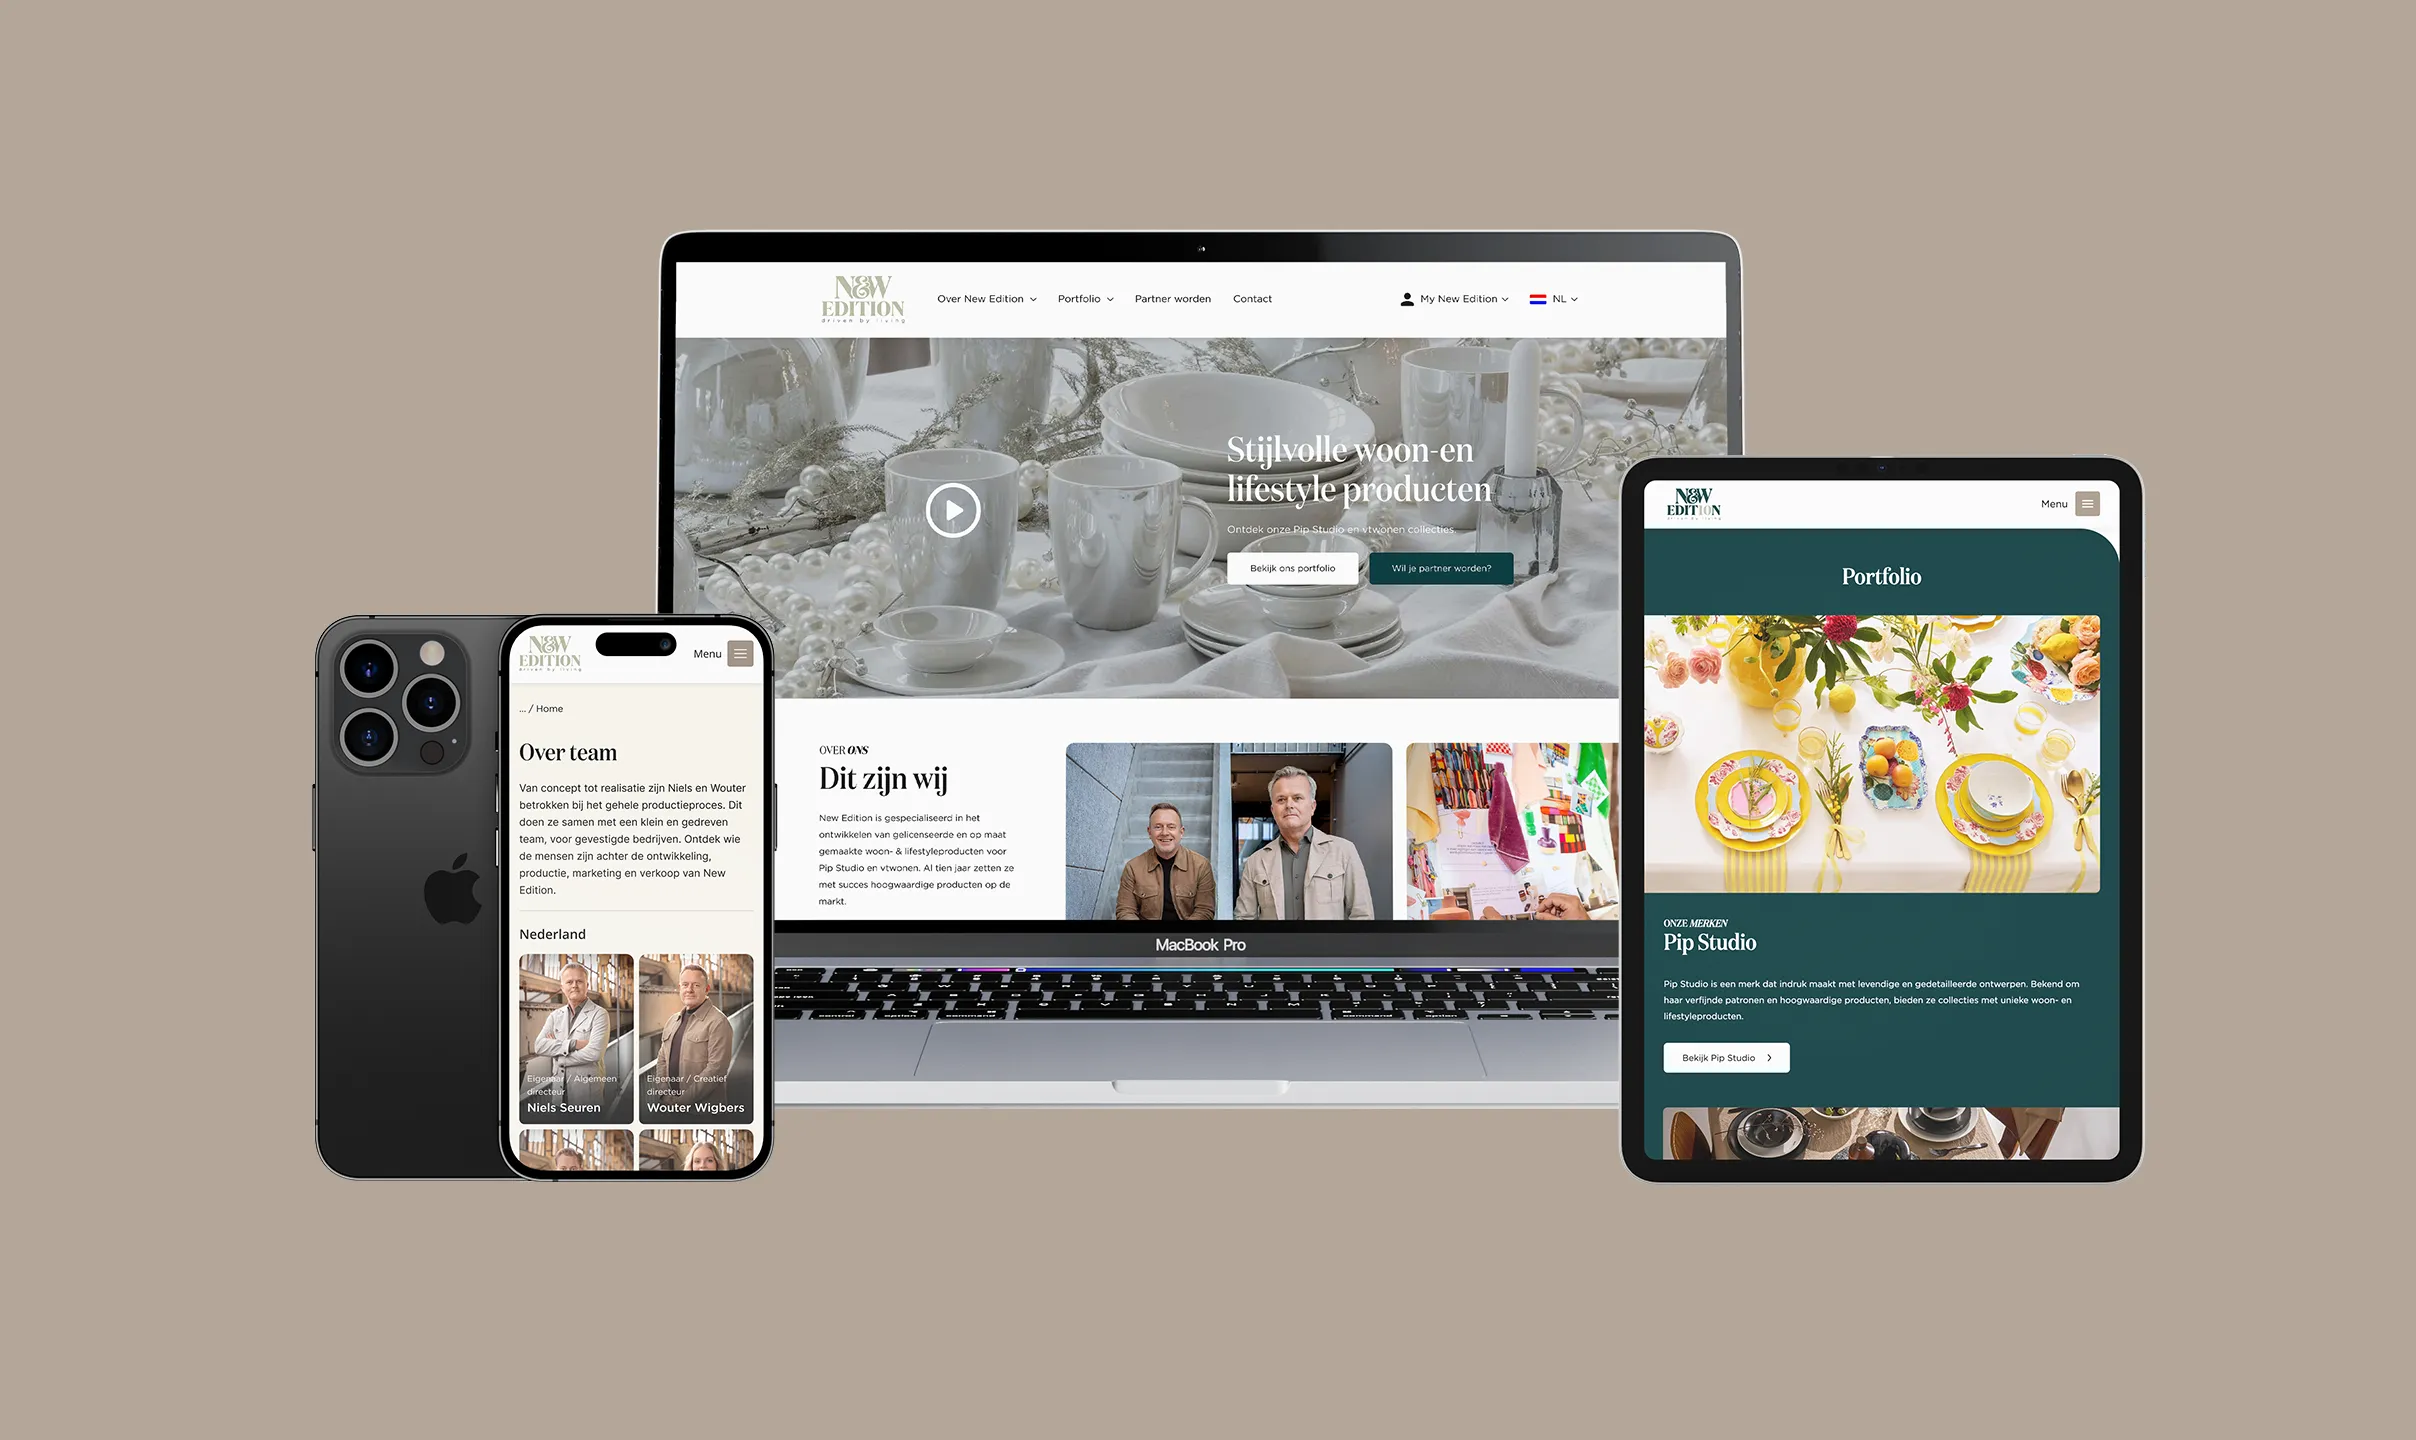 NEW
EDITION
driven by living
Over New Edition
Portfolio
Partner worden
Contact
My New Edition
NL
Stijlvolle woon-en
lifestyle producten
Ontdek onze Pip Studio en vtwonen collecties.
Bekijk ons portfolio
Wil je partner worden?
OVER ONS
Dit zijn wij
New Edition is gespecialiseerd in het
ontwikkelen van gelicenseerde en op maat
gemaakte woon- & lifestyleproducten voor
Pip Studio en vtwonen. Al tien jaar zetten ze
met succes hoogwaardige producten op de
markt.
MacBook Pro
control
option
command
command
option
NEW
EDITION
driven by living
Menu
... / Home
Over team
Van concept tot realisatie zijn Niels en Wouter
betrokken bij het gehele productieproces. Dit
doen ze samen met een klein en gedreven
team, voor gevestigde bedrijven. Ontdek wie
de mensen zijn achter de ontwikkeling,
productie, marketing en verkoop van New
Edition.
Nederland
Eigenaar / Algemeen
directeur
Niels Seuren
Eigenaar / Creatief
directeur
Wouter Wigbers
NEW
EDITION
driven by living
Menu
Portfolio
ONZE MERKEN
Pip Studio
Pip Studio is een merk dat indruk maakt met levendige en gedetailleerde ontwerpen. Bekend om
haar verfijnde patronen en hoogwaardige producten, bieden ze collecties met unieke woon- en
lifestyleproducten.
Bekijk Pip Studio